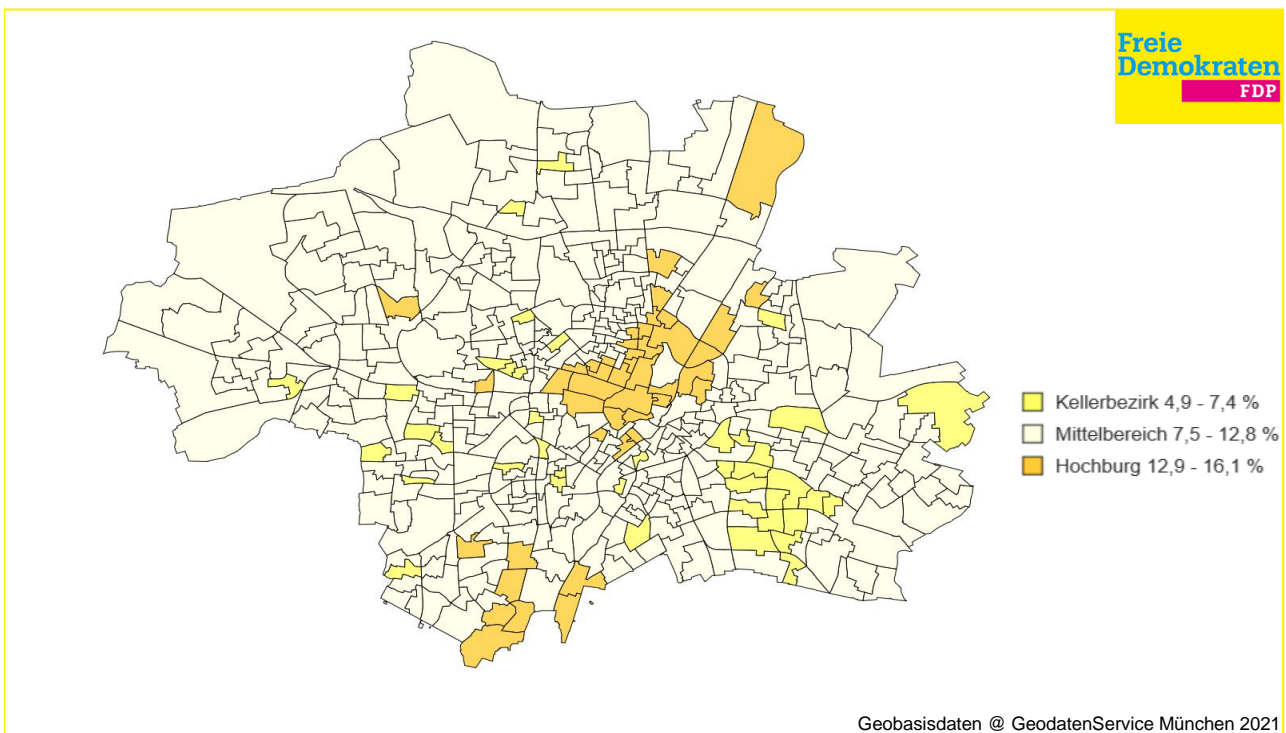 Freie
Demokraten
FDP
Kellerbezirk 4,9 - 7,4 %
Mittelbereich 7,5 - 12,8 %
Hochburg 12,9 - 16,1 %
Geobasisdaten @ GeodatenService München 2021